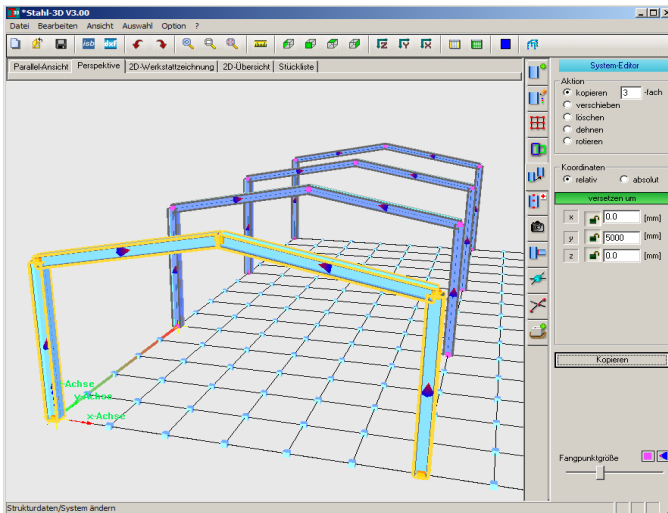 *Stahl-3D V3.00
Datei Bearbeiten Ansicht Auswahl Option ?
isb dxf
Z Y X
Parallel-Ansicht Perspektive 2D-Werkstattzeichnung 2D-Übersicht Stückliste
System-Editor
Aktion
kopieren 3 -fach
verschieben
löschen
dehnen
rotieren
Koordinaten
relativ absolut
versetzen um
x 0.0 [mm]
y 5000 [mm]
z 0.0 [mm]
Kopieren
-Achse
y-Achse
x-Achse
Fangpunktgröße
Strukturdaten/System ändern